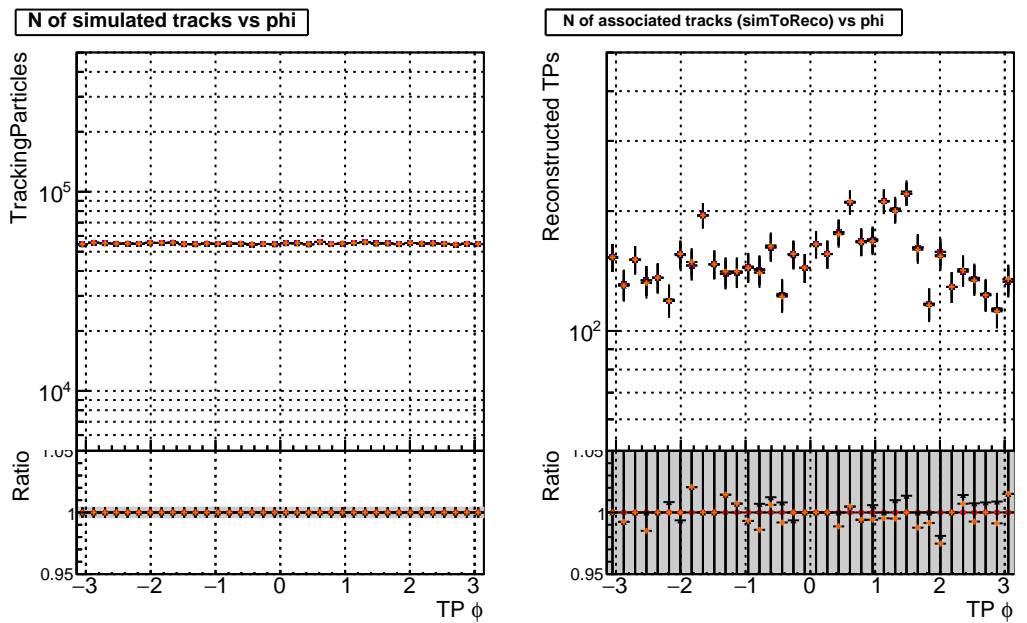 N of simulated tracks vs phi
TrackingParticles
10^5
10^4
1.05
Ratio
1
0.95
−3 −2 −1 0 1 2 3
TP ϕ
N of associated tracks (simToReco) vs phi
Reconstructed TPs
10^2
1.05
Ratio
1
0.95
−3 −2 −1 0 1 2 3
TP ϕ